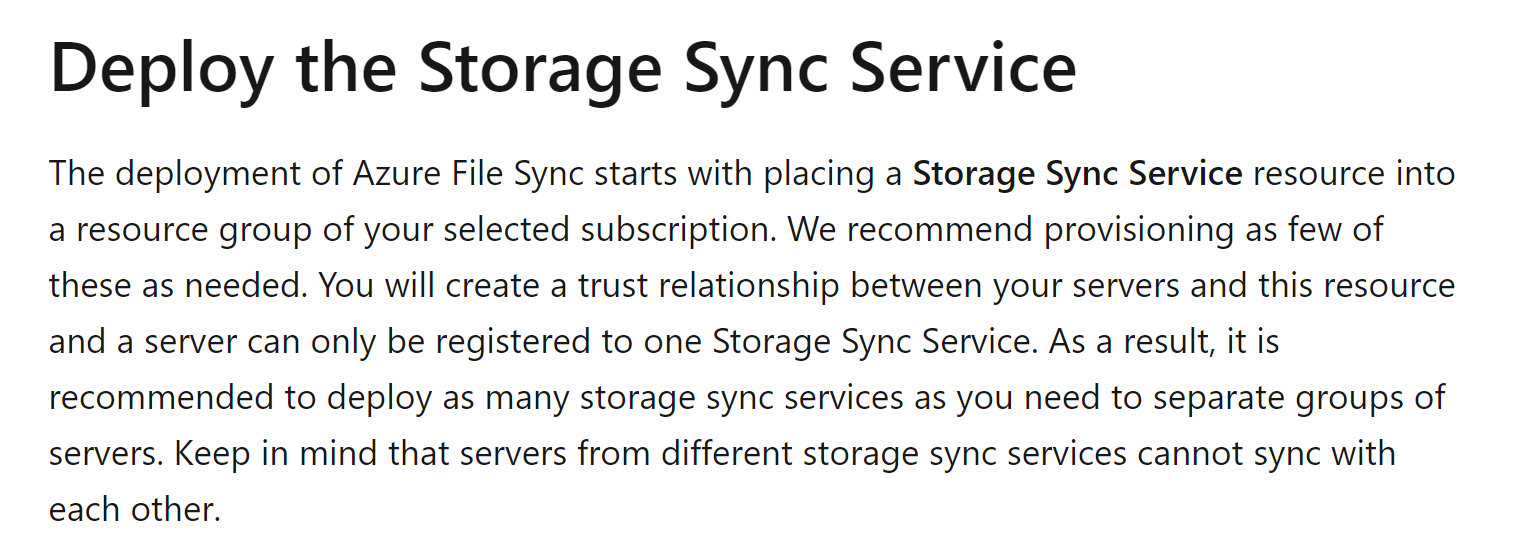 Deploy the Storage Sync Service
The deployment of Azure File Sync starts with placing a Storage Sync Service resource into
a resource group of your selected subscription. We recommend provisioning as few of
these as needed. You will create a trust relationship between your servers and this resource
and a server can only be registered to one Storage Sync Service. As a result, it is
recommended to deploy as many storage sync services as you need to separate groups of
servers. Keep in mind that servers from different storage sync services cannot sync with
each other.